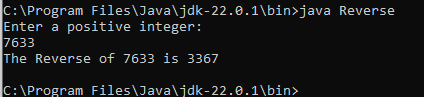 C:\Program Files\Java\jdk-22.0.1\bin>java Reverse
Enter a positive integer:
7633
The Reverse of 7633 is 3367
C:\Program Files\Java\jdk-22.0.1\bin>